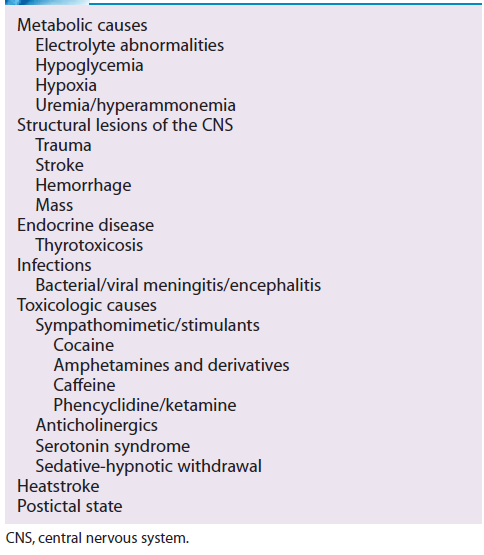 Metabolic causes
Electrolyte abnormalities
Hypoglycemia
Hypoxia
Uremia/hyperammonemia
Structural lesions of the CNS
Trauma
Stroke
Hemorrhage
Mass
Endocrine disease
Thyrotoxicosis
Infections
Bacterial/viral meningitis/encephalitis
Toxicologic causes
Sympathomimetic/stimulants
Cocaine
Amphetamines and derivatives
Caffeine
Phencyclidine/ketamine
Anticholinergics
Serotonin syndrome
Sedative-hypnotic withdrawal
Heatstroke
Postictal state
CNS, central nervous system.